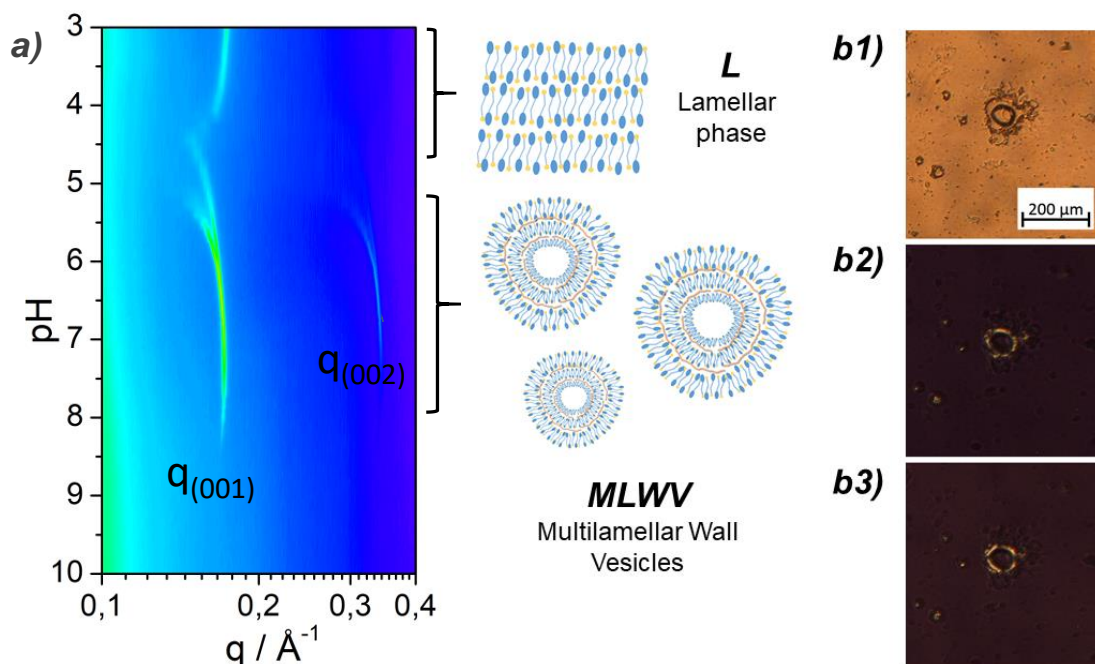 a)
3
4
5
6
7
8
9
10
pH
q(002)
q(001)
0,1
0,2
0,3
0,4
q / Å⁻¹
L
Lamellar
phase
MLWV
Multilamellar Wall
Vesicles
b1)
200 µm
b2)
b3)